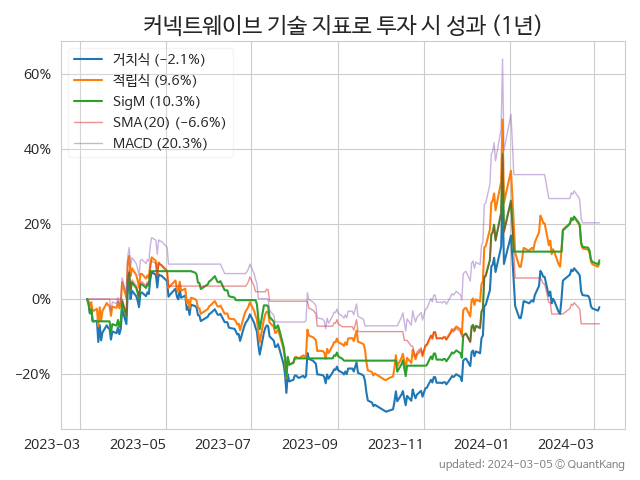 커넥트웨이브 기술 지표로 투자 시 성과 (1년)
거치식 (−2.1%)
적립식 (9.6%)
SigM (10.3%)
SMA(20) (−6.6%)
MACD (20.3%)
60%
40%
20%
0%
−20%
2023-03 2023-05 2023-07 2023-09 2023-11 2024-01 2024-03
updated: 2024-03-05 ⓒ QuantKang